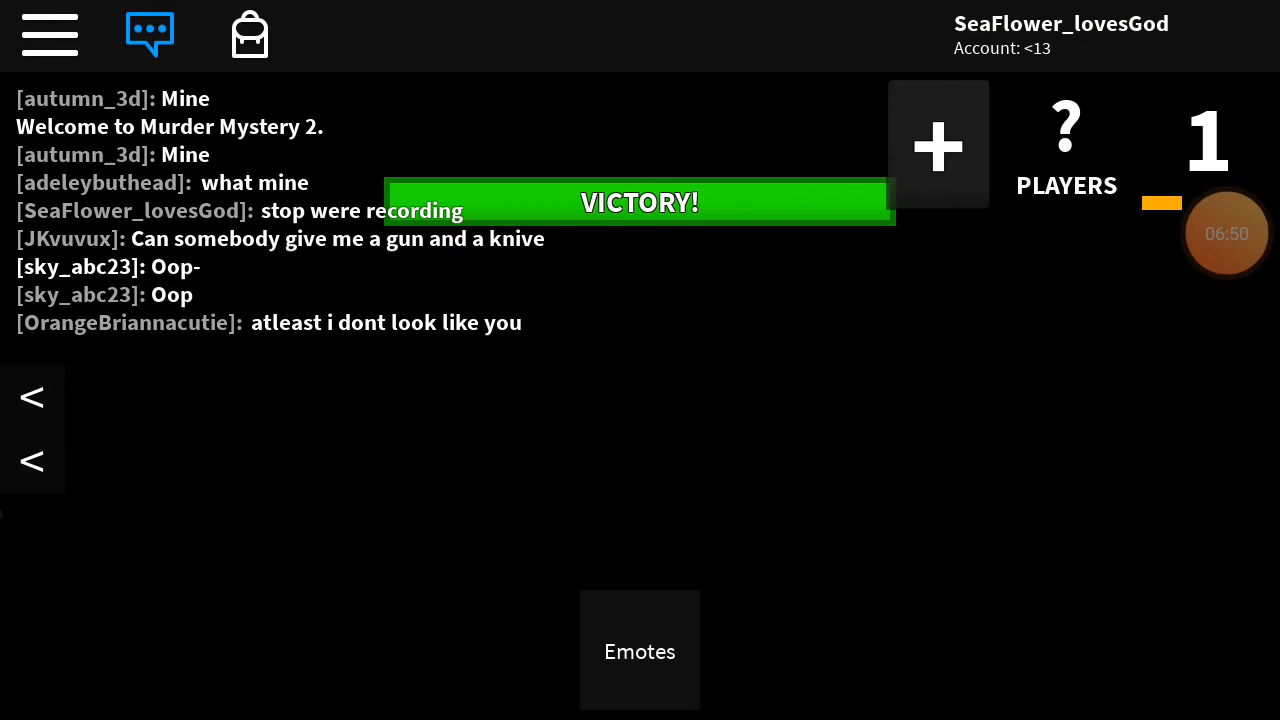 SeaFlower_lovesGod
Account: <13
[autumn_3d]: Mine
Welcome to Murder Mystery 2.
[autumn_3d]: Mine
[adeleybuthead]: what mine
[SeaFlower_lovesGod]: stop were recording
[JKvuvux]: Can somebody give me a gun and a knive
[sky_abc23]: Oop-
[sky_abc23]: Oop
[OrangeBriannacutie]: atleast i dont look like you
VICTORY!
+
?
PLAYERS
1
06:50
<
<
Emotes